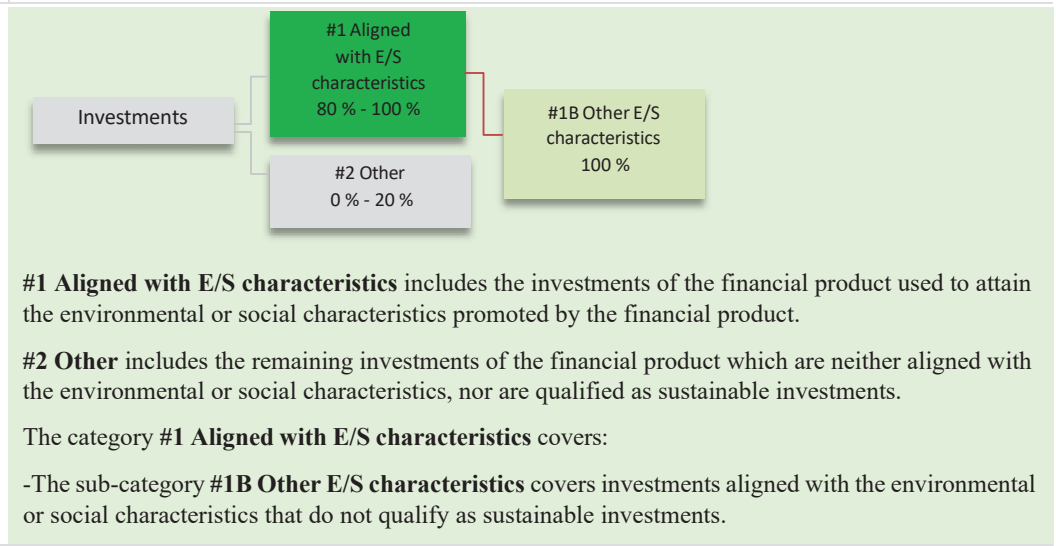 #1 Aligned
with E/S
characteristics
80 % - 100 %
Investments
#1B Other E/S
characteristics
100 %
#2 Other
0 % - 20 %
#1 Aligned with E/S characteristics includes the investments of the financial product used to attain
the environmental or social characteristics promoted by the financial product.
#2 Other includes the remaining investments of the financial product which are neither aligned with
the environmental or social characteristics, nor are qualified as sustainable investments.
The category #1 Aligned with E/S characteristics covers:
-The sub-category #1B Other E/S characteristics covers investments aligned with the environmental
or social characteristics that do not qualify as sustainable investments.